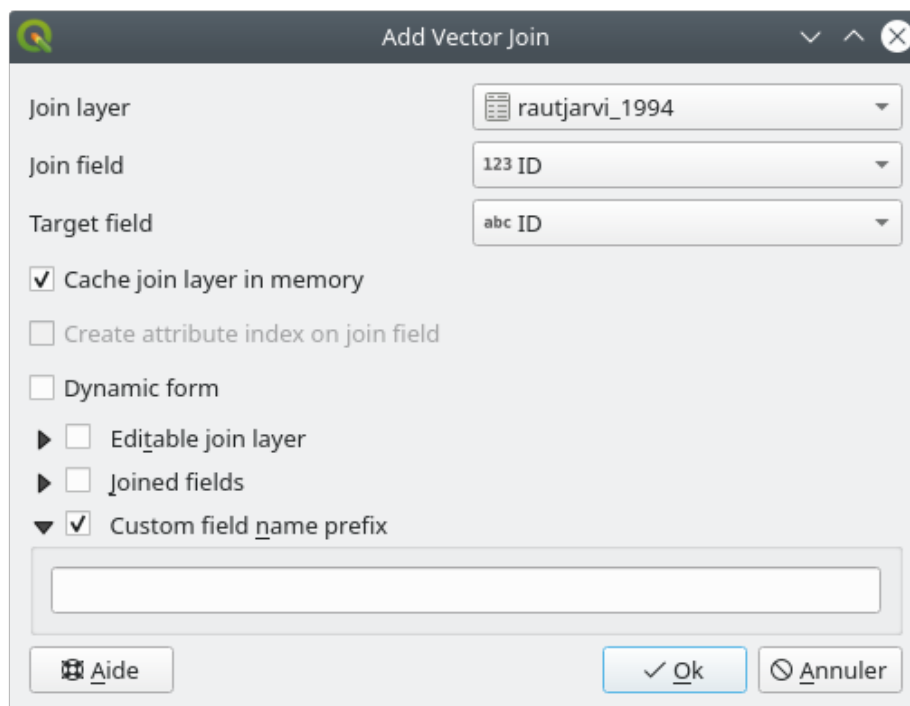 Add Vector Join
Join layer rautjarvi_1994
Join field 123 ID
Target field abc ID
Cache join layer in memory
Create attribute index on join field
Dynamic form
Editable join layer
Joined fields
Custom field name prefix
Aide Ok Annuler